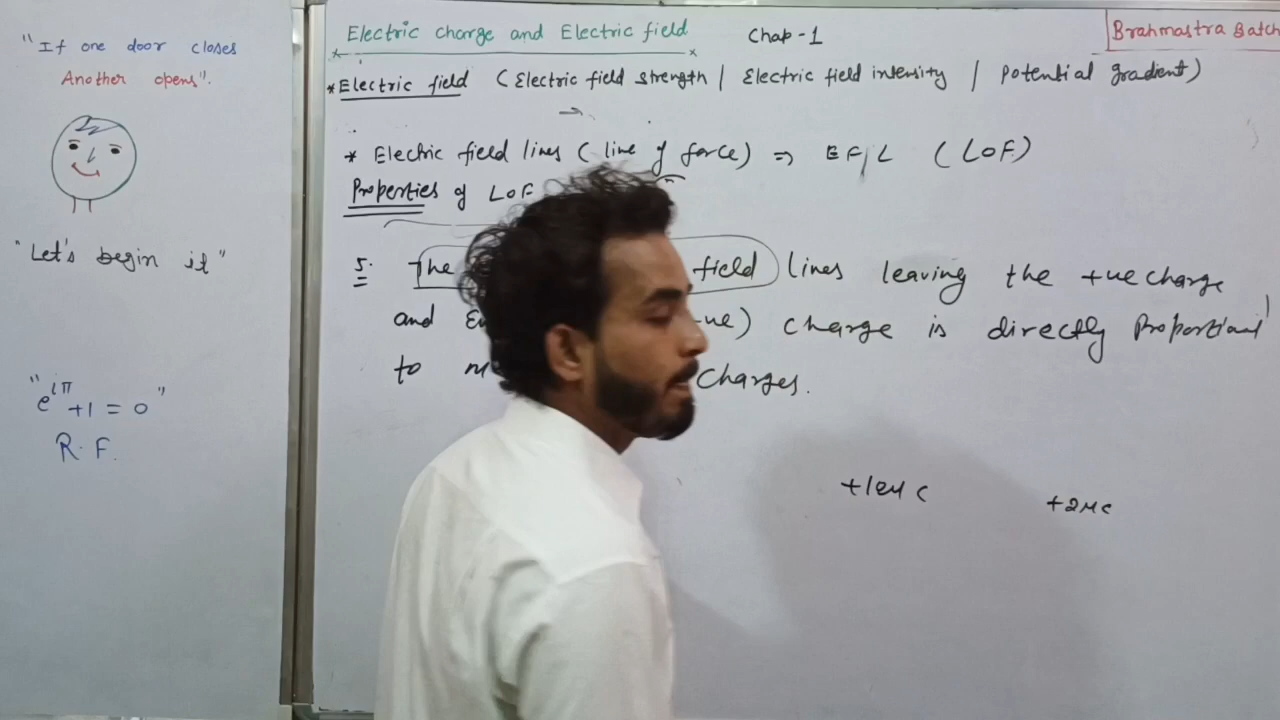 "If one door closes
Another opens".
"Let's begin it"
"e^iπ +1 = 0"
R. F.
Electric charge and Electric field Chap-1
Brahmastra Batch
* Electric field (Electric field strength | Electric field intensity / Potential gradient)
* Electric field lines (line of force) ⇒ EF/L (LOF)
Properties of LOF
5. The field lines leaving the +ve charge
and -ve) charge is directly Proportional
to charges.
+10μc
+2μc